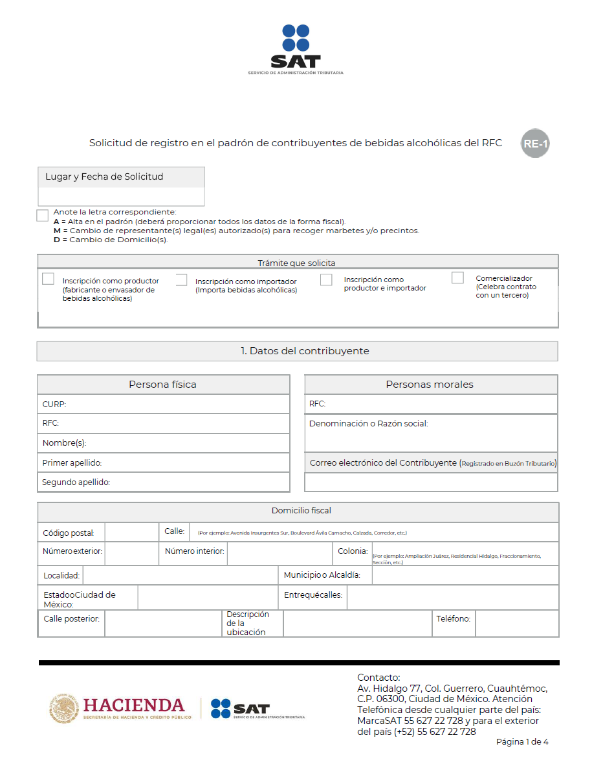 SAT
SERVICIO DE ADMINISTRACIÓN TRIBUTARIA
Solicitud de registro en el padrón de contribuyentes de bebidas alcohólicas del RFC
RE-1
Lugar y Fecha de Solicitud
Anote la letra correspondiente:
A = Alta en el padrón (deberá proporcionar todos los datos de la forma fiscal).
M = Cambio de representante(s) legal(es) autorizado(s) para recoger marbetes y/o precintos.
D = Cambio de Domicilio(s).
Trámite que solicita
Inscripción como productor
(fabricante o envasador de
bebidas alcohólicas)
Inscripción como importador
(Importa bebidas alcohólicas)
Inscripción como
productor e importador
Comercializador
(Celebra contrato
con un tercero)
1. Datos del contribuyente
Persona física
CURP:
RFC:
Nombre(s):
Primer apellido:
Segundo apellido:
Personas morales
RFC:
Denominación o Razón social:
Correo electrónico del Contribuyente (Registrado en Buzón Tributario)
Domicilio fiscal
Código postal:
Calle:
(Por ejemplo: Avenida Insurgentes Sur, Boulevard Ávila Camacho, Calzada, Corredor, etc.)
Número exterior:
Número interior:
Colonia:
(Por ejemplo: Ampliación Juárez, Residencial Hidalgo, Fraccionamiento,
Sección, etc.)
Localidad:
Municipio o Alcaldía:
EstadooCiudad de
México:
Entrequécalles:
Calle posterior:
Descripción
de la
ubicación
Teléfono:
HACIENDA
SECRETARÍA DE HACIENDA Y CRÉDITO PÚBLICO
SAT
SERVICIO DE ADMINISTRACIÓN TRIBUTARIA
Contacto:
Av. Hidalgo 77, Col. Guerrero, Cuauhtémoc,
C.P. 06300, Ciudad de México. Atención
Telefónica desde cualquier parte del país:
MarcaSAT 55 627 22 728 y para el exterior
del país (+52) 55 627 22 728
Página 1 de 4